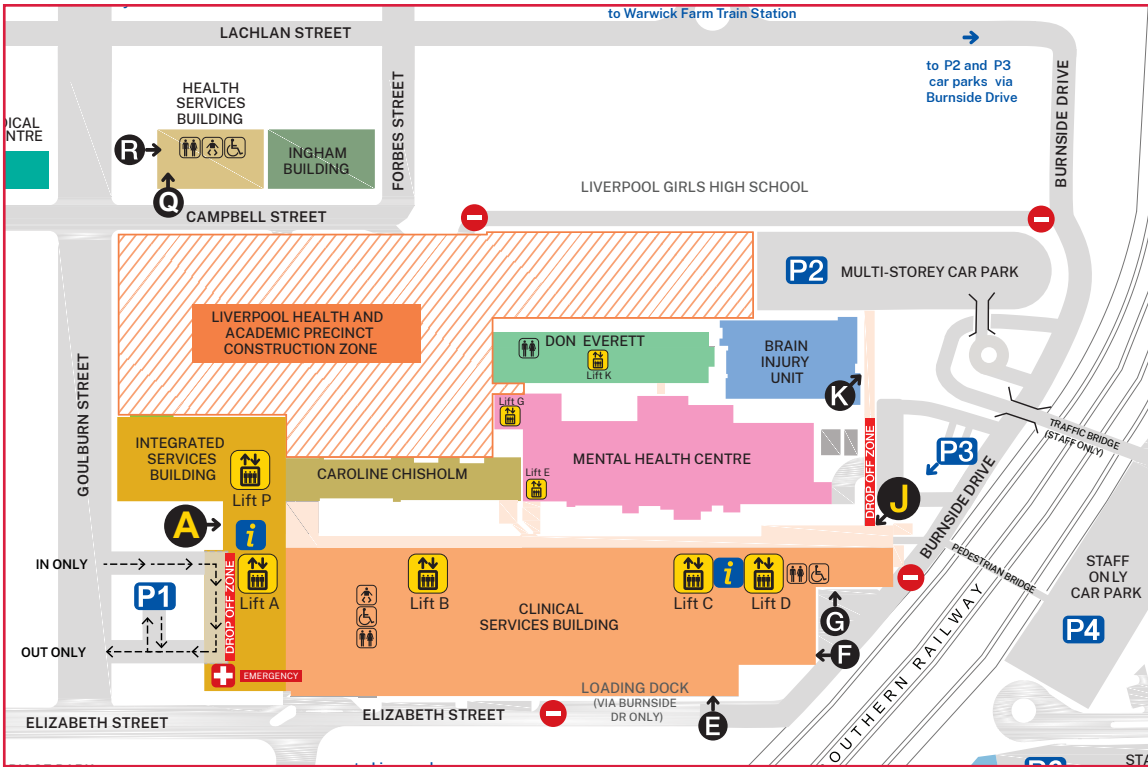 to Warwick Farm Train Station
LACHLAN STREET
to P2 and P3
car parks via
Burnside Drive
BURNSIDE DRIVE
FORBES STREET
HEALTH
SERVICES
BUILDING
DICAL
NTRE
R
INGHAM
BUILDING
Q
CAMPBELL STREET
LIVERPOOL GIRLS HIGH SCHOOL
P2
MULTI-STOREY CAR PARK
LIVERPOOL HEALTH AND
ACADEMIC PRECINCT
CONSTRUCTION ZONE
DON EVERETT
Lift K
BRAIN
INJURY
UNIT
K
Lift G
GOULBURN STREET
INTEGRATED
SERVICES
BUILDING
Lift P
CAROLINE CHISHOLM
Lift E
MENTAL HEALTH CENTRE
DROP OFF ZONE
P3
TRAFFIC BRIDGE
(STAFF ONLY)
J
BURNSIDE DRIVE
A
i
IN ONLY
P1
OUT ONLY
DROP OFF ZONE
Lift A
Lift B
Lift C
i
Lift D
CLINICAL
SERVICES BUILDING
G
F
PEDESTRIAN BRIDGE
STAFF
ONLY
CAR PARK
P4
EMERGENCY
LOADING DOCK
(VIA BURNSIDE
DR ONLY)
E
ELIZABETH STREET
ELIZABETH STREET
OUTHERN RAILWAY
STA